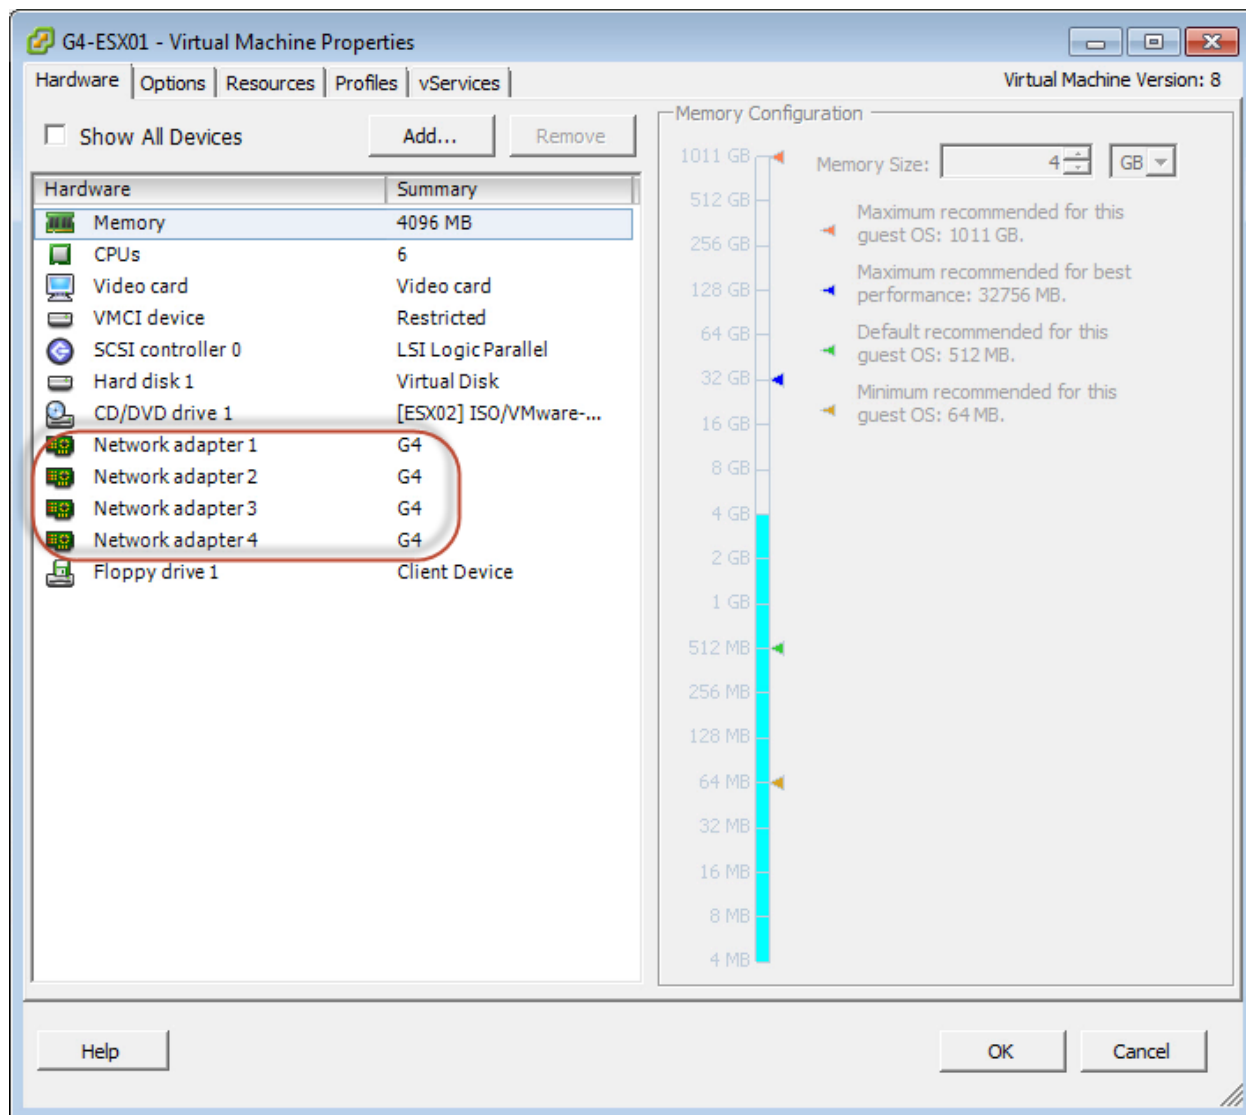 G4-ESX01 - Virtual Machine Properties
Hardware Options Resources Profiles vServices Virtual Machine Version: 8
Show All Devices Add... Remove
Hardware Summary
Memory 4096 MB
CPUs 6
Video card Video card
VMCI device Restricted
SCSI controller 0 LSI Logic Parallel
Hard disk 1 Virtual Disk
CD/DVD drive 1 [ESX02] ISO/VMware-...
Network adapter 1 G4
Network adapter 2 G4
Network adapter 3 G4
Network adapter 4 G4
Floppy drive 1 Client Device
Memory Configuration
Memory Size: 4 GB
1011 GB
512 GB
256 GB
128 GB
64 GB
32 GB
16 GB
8 GB
4 GB
2 GB
1 GB
512 MB
256 MB
128 MB
64 MB
32 MB
16 MB
8 MB
4 MB
Maximum recommended for this
guest OS: 1011 GB.
Maximum recommended for best
performance: 32756 MB.
Default recommended for this
guest OS: 512 MB.
Minimum recommended for this
guest OS: 64 MB.
Help OK Cancel